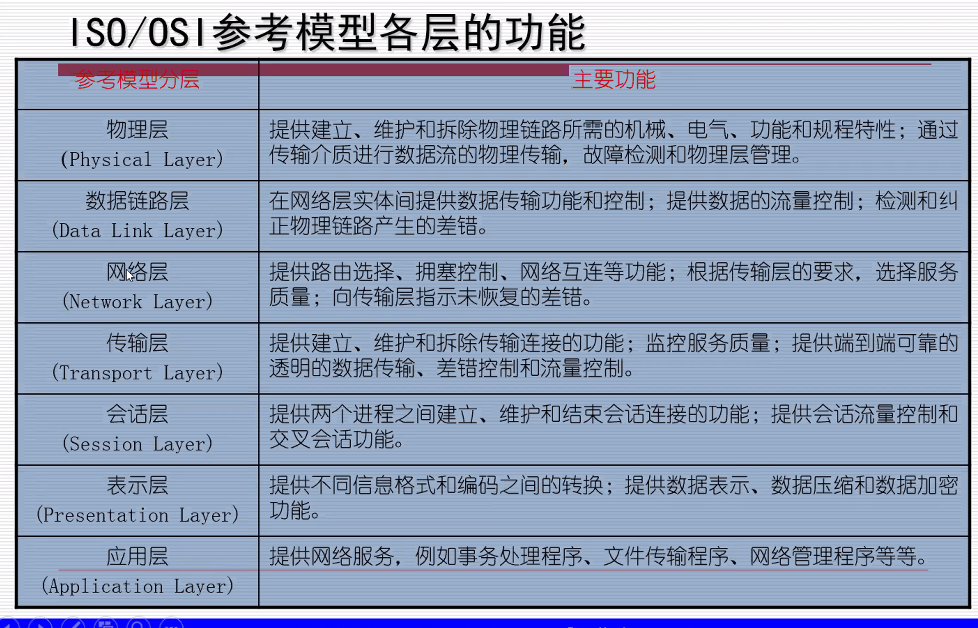 ISO/OSI参考模型各层的功能
参考模型分层
主要功能
物理层
(Physical Layer)
提供建立、维护和拆除物理链路所需的机械、电气、功能和规程特性；通过
传输介质进行数据流的物理传输，故障检测和物理层管理。
数据链路层
(Data Link Layer)
在网络层实体间提供数据传输功能和控制；提供数据的流量控制；检测和纠
正物理链路产生的差错。
网络层
(Network Layer)
提供路由选择、拥塞控制、网络互连等功能；根据传输层的要求，选择服务
质量；向传输层指示未恢复的差错。
传输层
(Transport Layer)
提供建立、维护和拆除传输连接的功能；监控服务质量；提供端到端可靠的
透明的数据传输、差错控制和流量控制。
会话层
(Session Layer)
提供两个进程之间建立、维护和结束会话连接的功能；提供会话流量控制和
交叉会话功能。
表示层
(Presentation Layer)
提供不同信息格式和编码之间的转换；提供数据表示、数据压缩和数据加密
功能。
应用层
(Application Layer)
提供网络服务，例如事务处理程序、文件传输程序、网络管理程序等等。